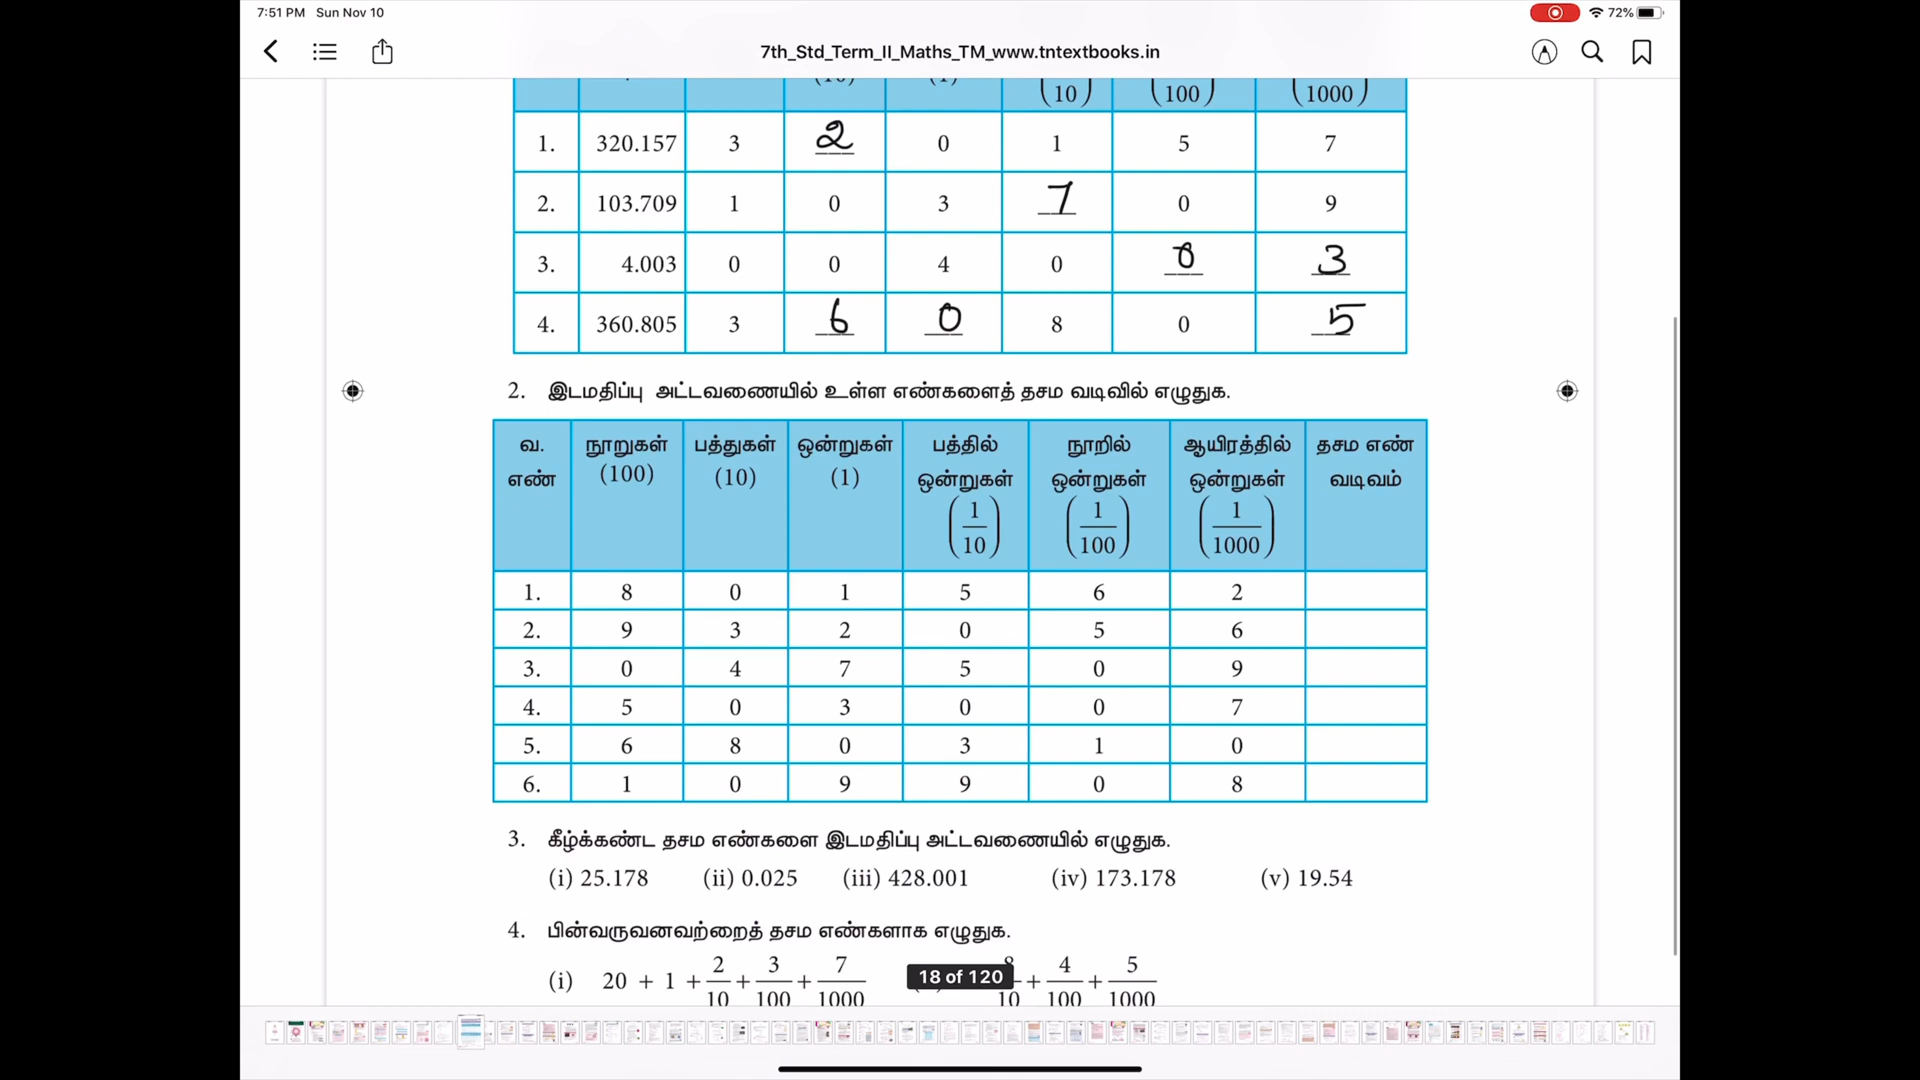 7:51 PM Sun Nov 10 72%
7th_Std_Term_II_Maths_TM_www.tntextbooks.in
10 100 1000
1. 320.157 3 2 0 1 5 7
2. 103.709 1 0 3 7 0 9
3. 4.003 0 0 4 0 0 3
4. 360.805 3 6 0 8 0 5
2. இடமதிப்பு அட்டவணையில் உள்ள எண்களைத் தசம வடிவில் எழுதுக.
வ. நூறுகள் பத்துகள் ஒன்றுகள் பத்தில் நூறில் ஆயிரத்தில் தசம எண்
எண் (100) (10) (1) ஒன்றுகள் ஒன்றுகள் ஒன்றுகள் வடிவம்
(1/10) (1/100) (1/1000)
1. 8 0 1 5 6 2
2. 9 3 2 0 5 6
3. 0 4 7 5 0 9
4. 5 0 3 0 0 7
5. 6 8 0 3 1 0
6. 1 0 9 9 0 8
3. கீழ்க்கண்ட தசம எண்களை இடமதிப்பு அட்டவணையில் எழுதுக.
(i) 25.178 (ii) 0.025 (iii) 428.001 (iv) 173.178 (v) 19.54
4. பின்வருவனவற்றைத் தசம எண்களாக எழுதுக.
(i) 20 + 1 + 2/10 + 3/100 + 7/1000 8/10 + 4/100 + 5/1000
18 of 120